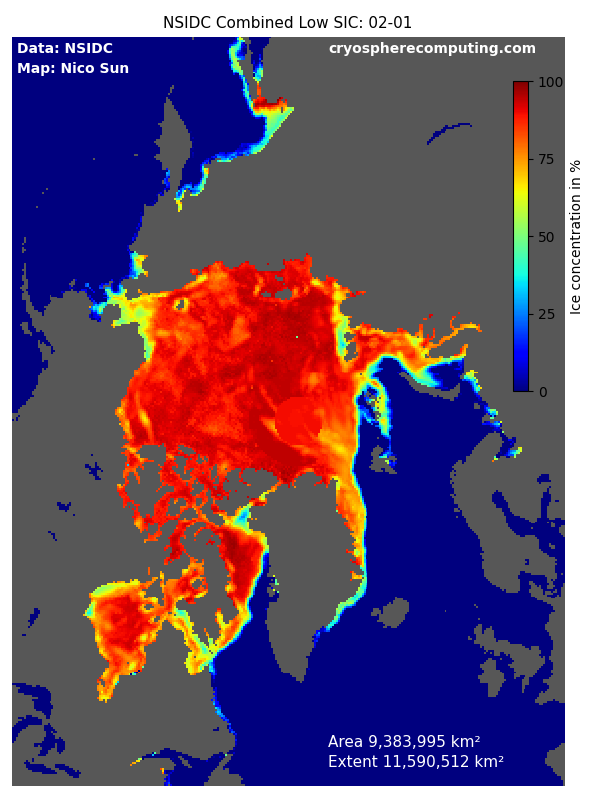 NSIDC Combined Low SIC: 02-01
Data: NSIDC
Map: Nico Sun
cryospherecomputing.com
100
75
50
25
0
Ice concentration in %
Area 9,383,995 km²
Extent 11,590,512 km²